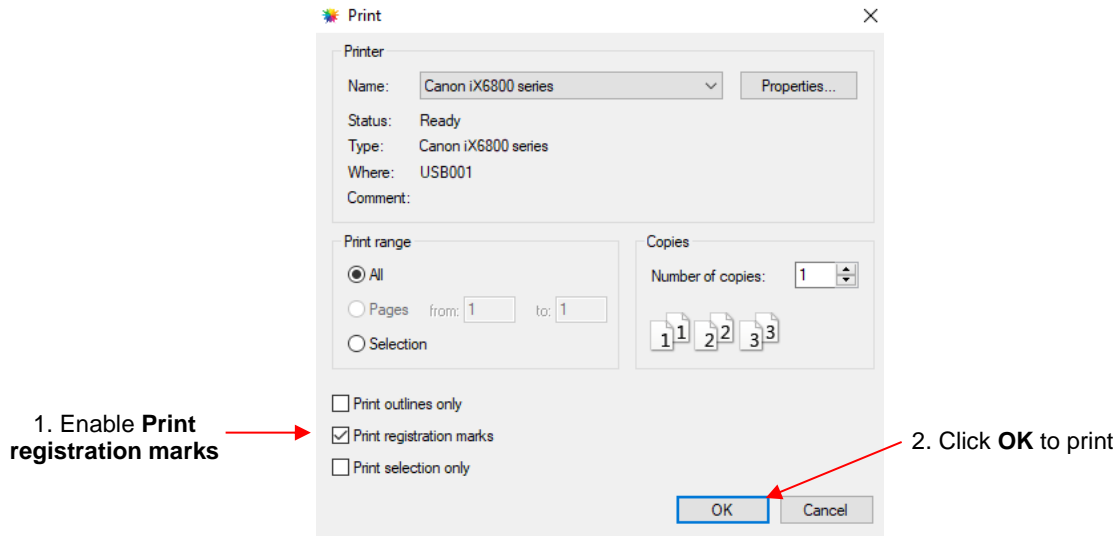 Print
Printer
Name: Canon iX6800 series Properties...
Status: Ready
Type: Canon iX6800 series
Where: USB001
Comment:
Print range
All
Pages from: 1 to: 1
Selection
Copies
Number of copies: 1
1 1 2 2 3 3
Print outlines only
Print registration marks
Print selection only
OK Cancel
1. Enable Print
registration marks
2. Click OK to print